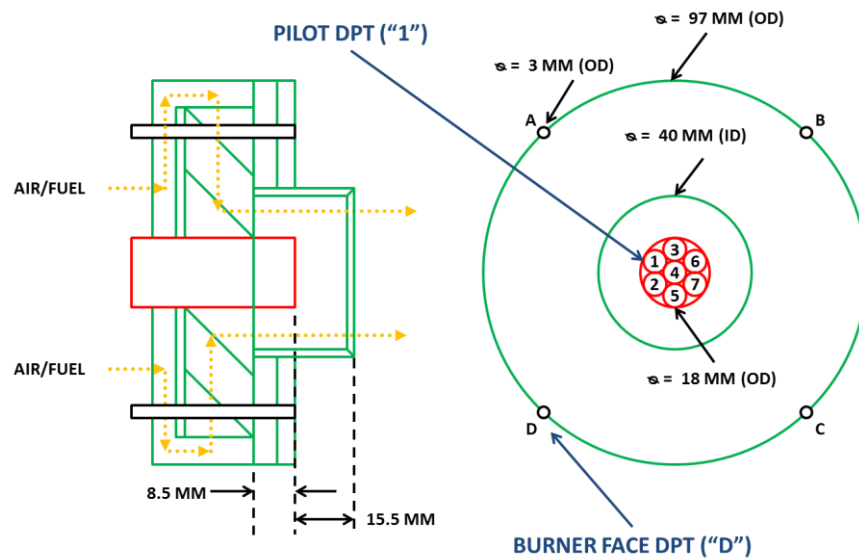 PILOT DPT (“1”)
ᴓ = 97 MM (OD)
ᴓ = 3 MM (OD)
A
B
ᴓ = 40 MM (ID)
AIR/FUEL
3
1
6
4
2
7
5
AIR/FUEL
ᴓ = 18 MM (OD)
D
C
8.5 MM
15.5 MM
BURNER FACE DPT (“D”)